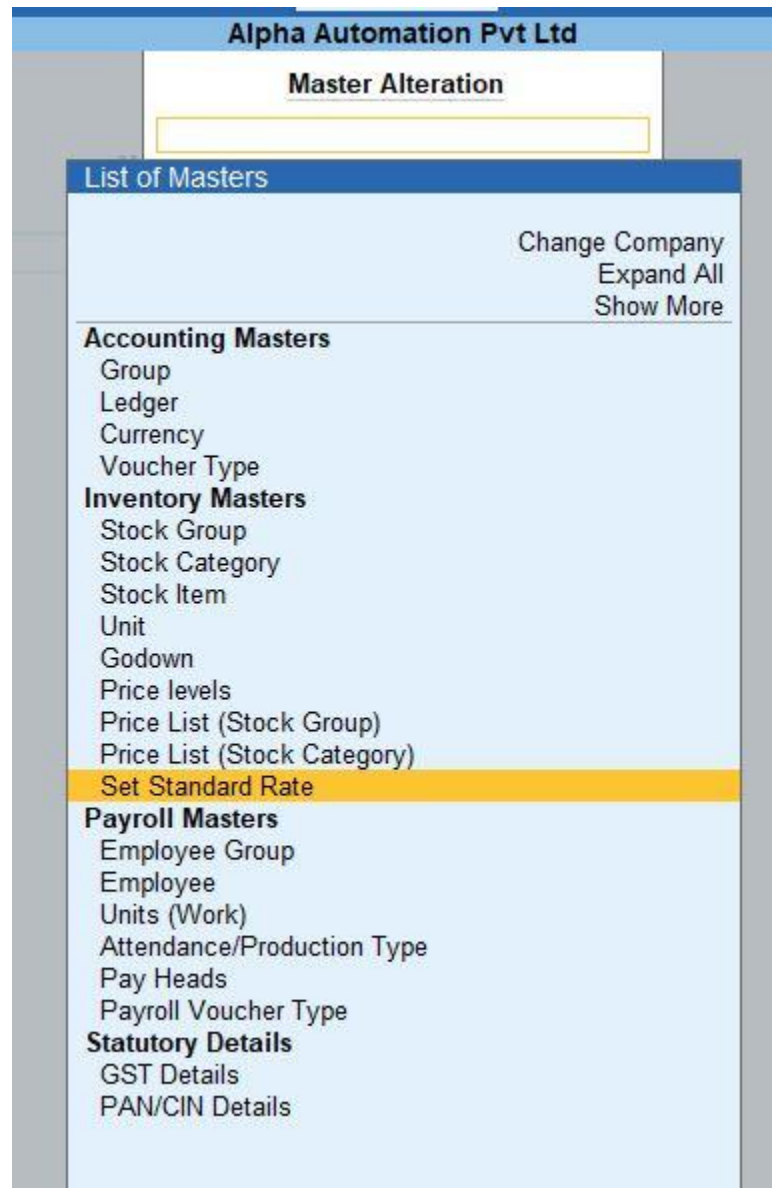 Alpha Automation Pvt Ltd
Master Alteration
List of Masters
Change Company
Expand All
Show More
Accounting Masters
Group
Ledger
Currency
Voucher Type
Inventory Masters
Stock Group
Stock Category
Stock Item
Unit
Godown
Price levels
Price List (Stock Group)
Price List (Stock Category)
Set Standard Rate
Payroll Masters
Employee Group
Employee
Units (Work)
Attendance/Production Type
Pay Heads
Payroll Voucher Type
Statutory Details
GST Details
PAN/CIN Details